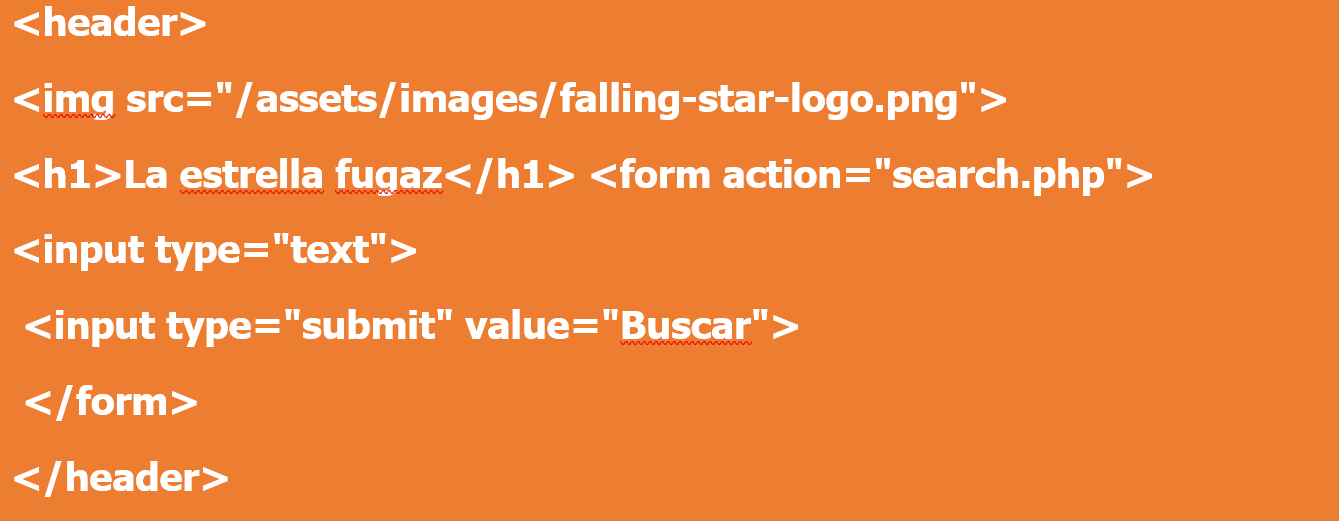 <header>
<img src="/assets/images/falling-star-logo.png">
<h1>La estrella fugaz</h1> <form action="search.php">
<input type="text">
<input type="submit" value="Buscar">
</form>
</header>